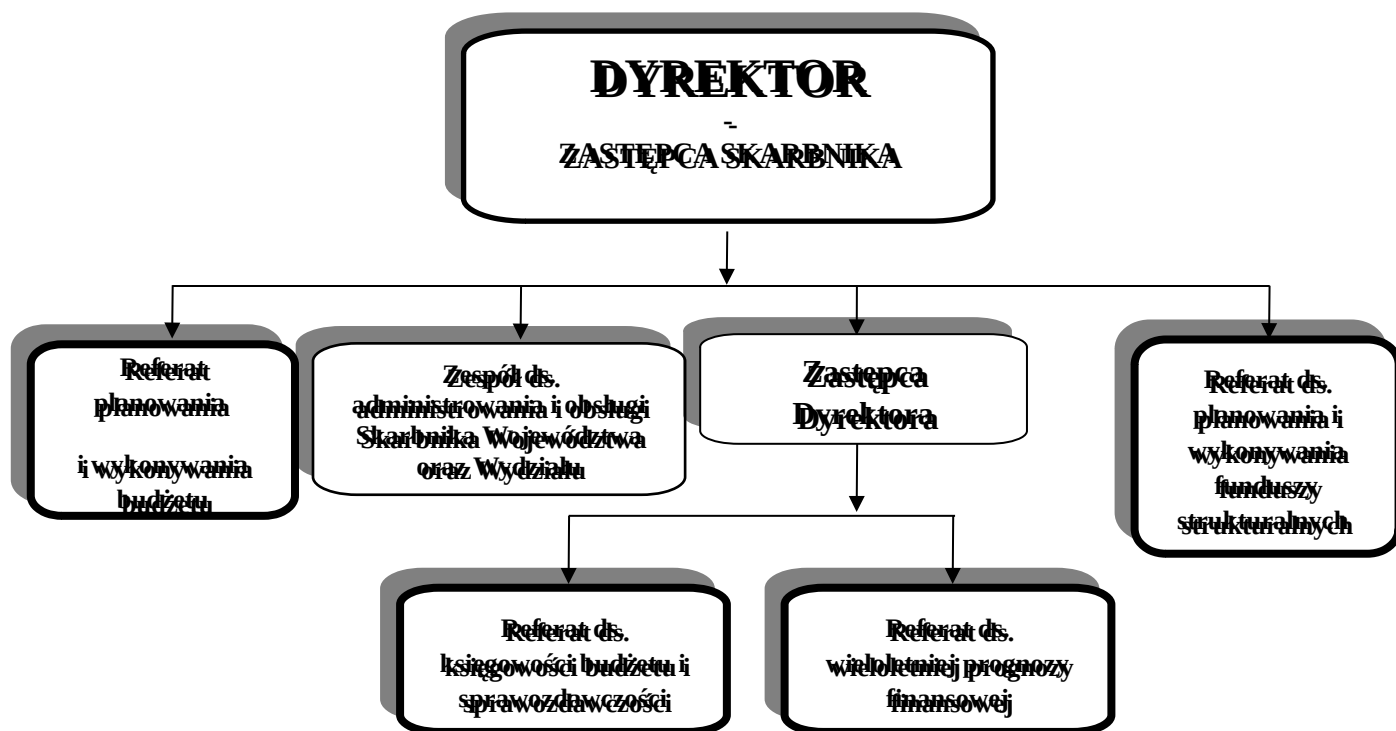 DYREKTOR
-
ZASTĘPCA SKARBNIKA
Referat
planowania
i wykonywania
budżetu
Zespół ds.
administrowania i obsługi
Skarbnika Województwa
oraz Wydziału
Zastępca
Dyrektora
Referat ds.
planowania i
wykonywania
funduszy
strukturalnych
Referat ds.
księgowości budżetu i
sprawozdawczości
Referat ds.
wieloletniej prognozy
finansowej